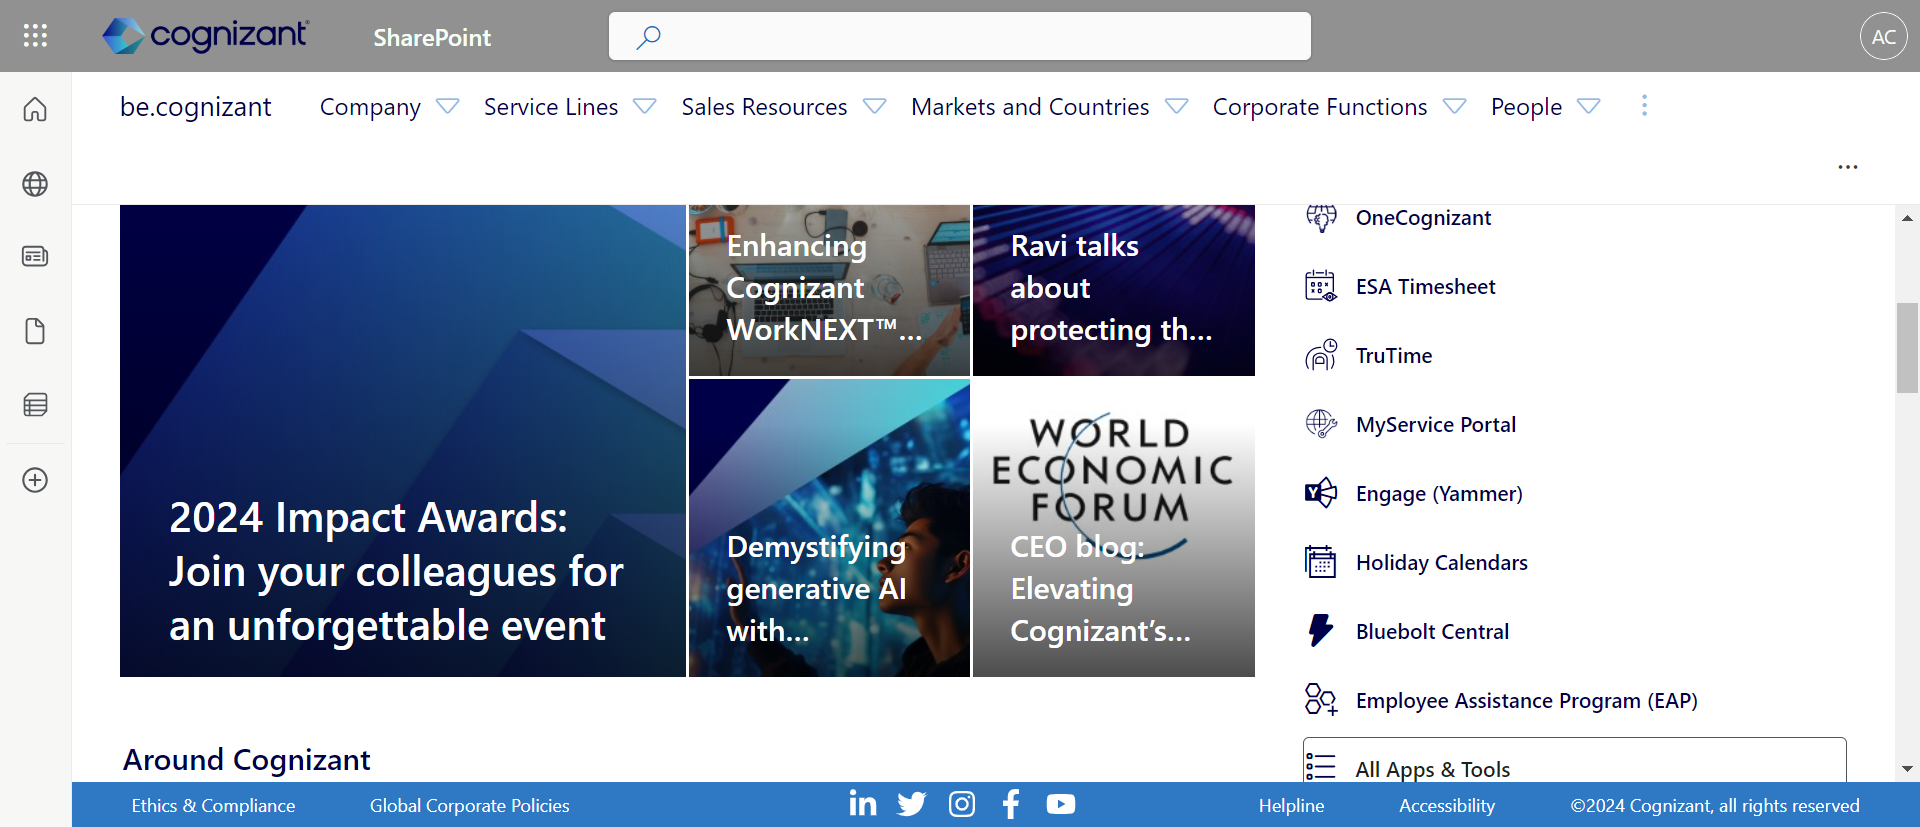 cognizant
SharePoint
AC
be.cognizant
Company
Service Lines
Sales Resources
Markets and Countries
Corporate Functions
People
2024 Impact Awards:
Join your colleagues for
an unforgettable event
Enhancing
Cognizant
WorkNEXT™...
Ravi talks
about
protecting th...
Demystifying
generative AI
with...
WORLD
ECONOMIC
FORUM
CEO blog:
Elevating
Cognizant’s...
OneCognizant
ESA Timesheet
TruTime
MyService Portal
Engage (Yammer)
Holiday Calendars
Bluebolt Central
Employee Assistance Program (EAP)
All Apps & Tools
Around Cognizant
Ethics & Compliance
Global Corporate Policies
Helpline
Accessibility
©2024 Cognizant, all rights reserved